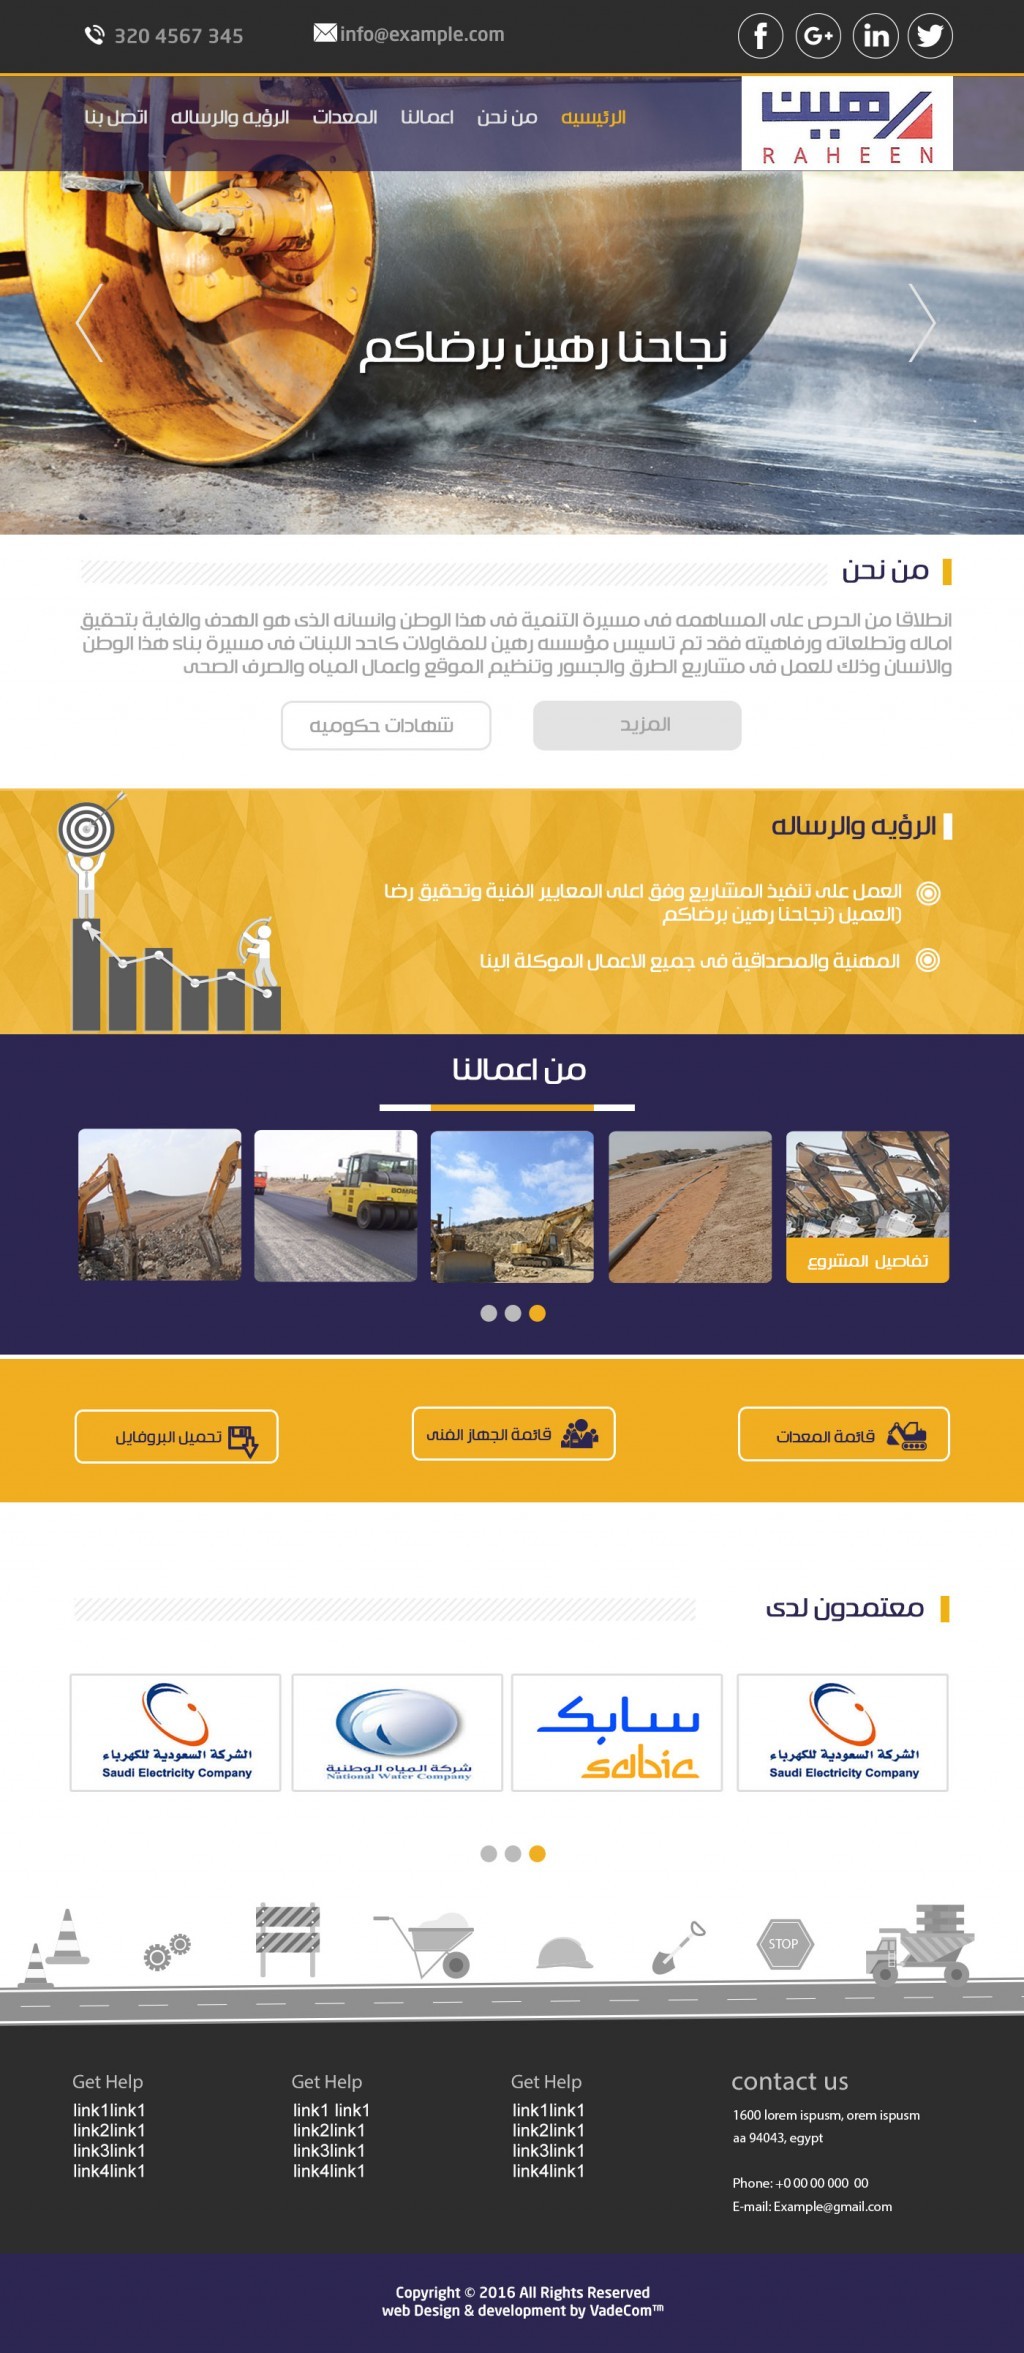 320 4567 345
info@example.com
f G+ in
رهين
RAHEEN
الرئيسيه من نحن اعمالنا المعدات الرؤيه والرساله اتصل بنا
نجاحنا رهين برضاكم
من نحن
انطلاقا من الحرص على المساهمه فى مسيرة التنمية فى هذا الوطن وانسانه الذى هو الهدف والغاية بتحقيق
اماله وتطلعاته ورفاهيته فقد تم تاسيس مؤسسه رهين للمقاولات كاحد اللبنات فى مسيرة بناء هذا الوطن
والانسان وذلك للعمل فى مشاريع الطرق والجسور وتنظيم الموقع واعمال المياه والصرف الصحى
المزيد
شهادات حكوميه
الرؤيه والرساله
العمل على تنفيذ المشاريع وفق اعلى المعايير الفنية وتحقيق رضا
(العميل (نجاحنا رهين برضاكم
المهنية والمصداقية فى جميع الاعمال الموكلة الينا
من اعمالنا
BOMAG
تفاصيل المشروع
قائمة المعدات
قائمة الجهاز الفنى
تحميل البروفايل
معتمدون لدى
الشركة السعودية للكهرباء
Saudi Electricity Company
سابك
sabic
شركة المياه الوطنية
National Water Company
الشركة السعودية للكهرباء
Saudi Electricity Company
STOP
Get Help
link1link1
link2link1
link3link1
link4link1
Get Help
link1 link1
link2link1
link3link1
link4link1
Get Help
link1link1
link2link1
link3link1
link4link1
contact us
1600 lorem ispusm, orem ispusm
aa 94043, egypt
Phone: +0 00 00 000 00
E-mail: Example@gmail.com
Copyright © 2016 All Rights Reserved
web Design & development by VadeCom™